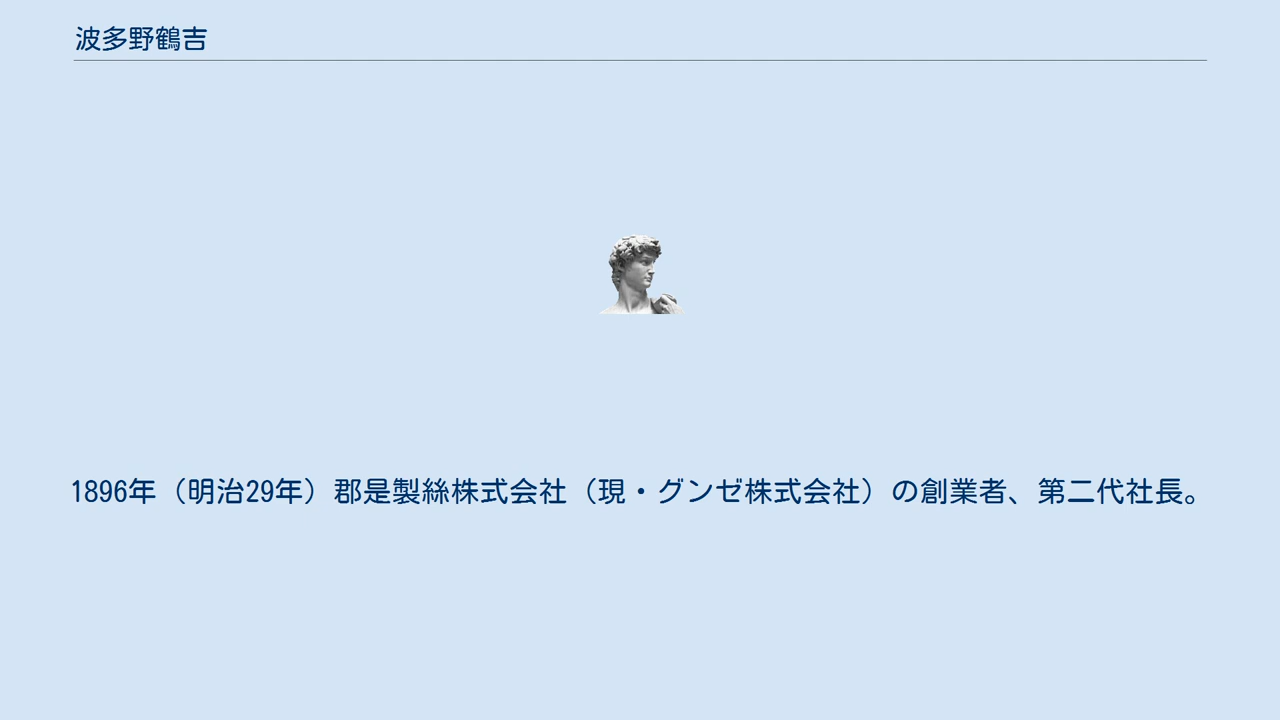 波多野鶴吉
1896年（明治29年）郡是製絲株式会社（現・グンゼ株式会社）の創業者、第二代社長。